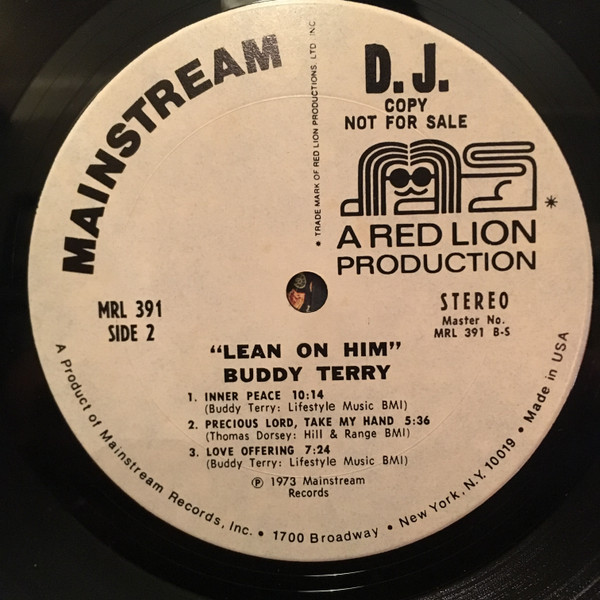 MAINSTREAM
• TRADE MARK OF RED LION PRODUCTIONS. LTD. INC.
D.J.
COPY
NOT FOR SALE
A RED LION
PRODUCTION
MRL 391
SIDE 2
STEREO
Master No.
MRL 391 B-S
"LEAN ON HIM"
BUDDY TERRY
1. INNER PEACE 10:14
(Buddy Terry: Lifestyle Music BMI)
2. PRECIOUS LORD, TAKE MY HAND 5:36
(Thomas Dorsey: Hill & Range BMI)
3. LOVE OFFERING 7:24
(Buddy Terry: Lifestyle Music BMI)
℗ 1973 Mainstream
Records
A Product of Mainstream Records, Inc. • 1700 Broadway • New York, N.Y. 10019 • Made in USA